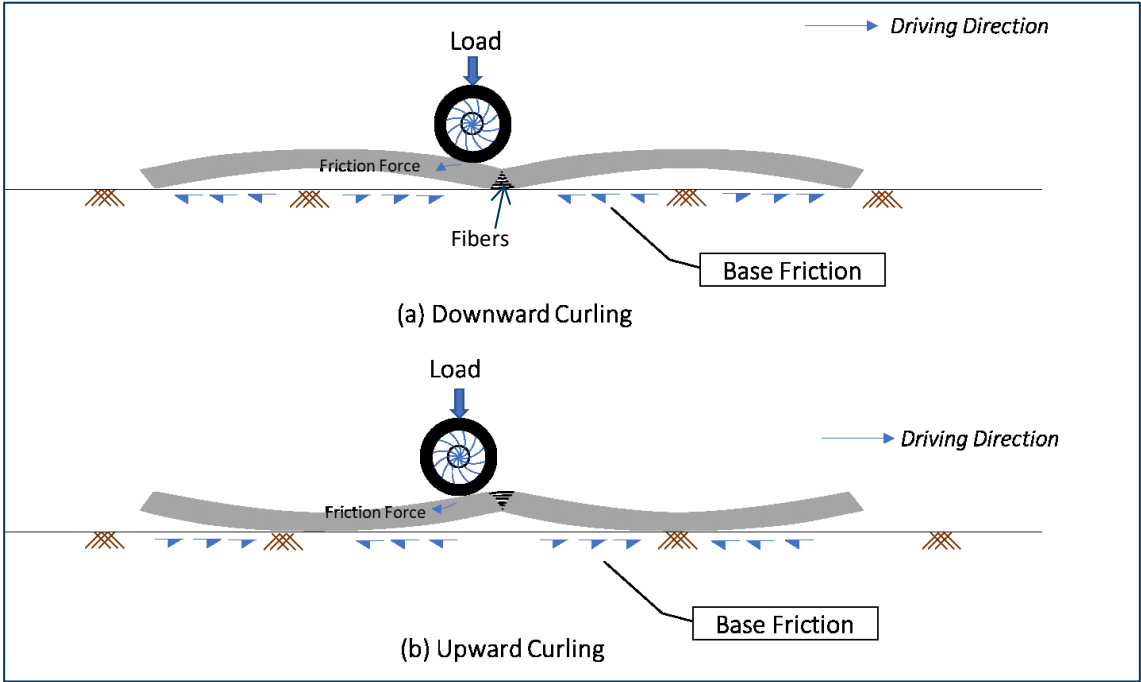 Driving Direction
Load
Friction Force
Fibers
Base Friction
(a) Downward Curling
Load
Driving Direction
Friction Force
Base Friction
(b) Upward Curling